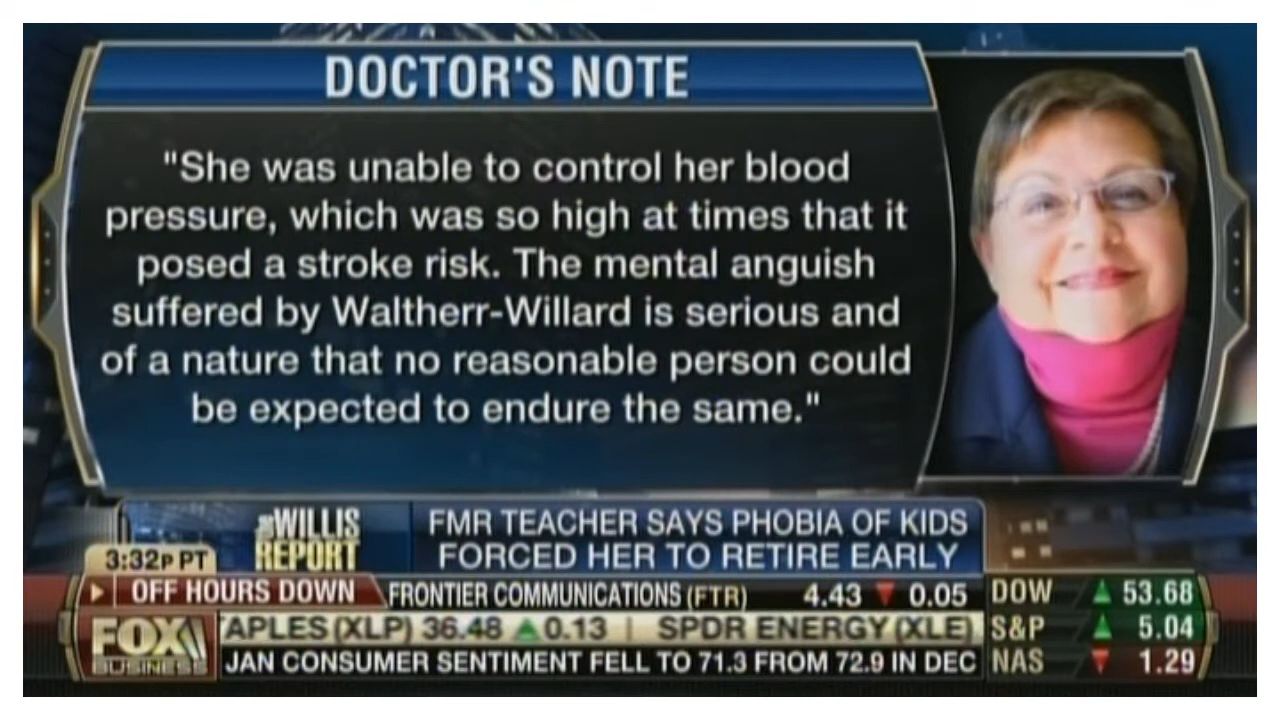 DOCTOR'S NOTE
"She was unable to control her blood
pressure, which was so high at times that it
posed a stroke risk. The mental anguish
suffered by Waltherr-Willard is serious and
of a nature that no reasonable person could
be expected to endure the same."
WILLIS
REPORT
FMR TEACHER SAYS PHOBIA OF KIDS
FORCED HER TO RETIRE EARLY
3:32P PT
OFF HOURS DOWN FRONTIER COMMUNICATIONS (FTR) 4.43 ▼ 0.05
DOW ▲ 53.68
FOX
BUSINESS
APLES (XLP) 36.48 ▲ 0.13 | SPDR ENERGY (XLE)
S&P ▲ 5.04
JAN CONSUMER SENTIMENT FELL TO 71.3 FROM 72.9 IN DEC
NAS ▼ 1.29